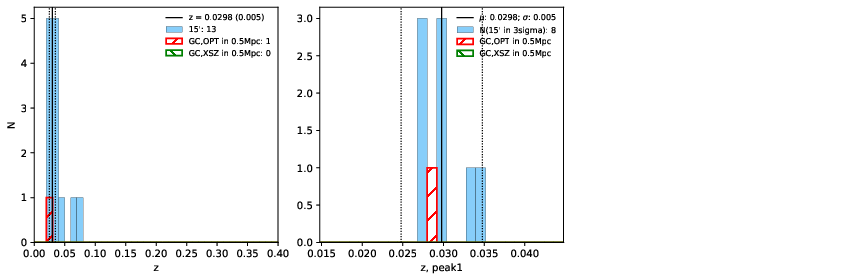 z = 0.0298 (0.005)
15': 13
GC,OPT in 0.5Mpc: 1
GC,XSZ in 0.5Mpc: 0
5
4
3
2
1
0
N
0.00 0.05 0.10 0.15 0.20 0.25 0.30 0.35 0.40
z
μ: 0.0298; σ: 0.005
N(15' in 3sigma): 8
GC,OPT in 0.5Mpc
GC,XSZ in 0.5Mpc
3.0
2.5
2.0
1.5
1.0
0.5
0.0
0.015 0.020 0.025 0.030 0.035 0.040
z, peak1